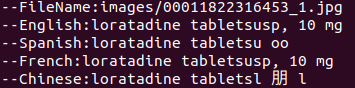 --FileName:images/00011822316453_1.jpg
--English:loratadine tabletsusp, 10 mg
--Spanish:loratadine tabletsu oo
--French:loratadine tabletsusp, 10 mg
--Chinese:loratadine tabletsl 朋 l